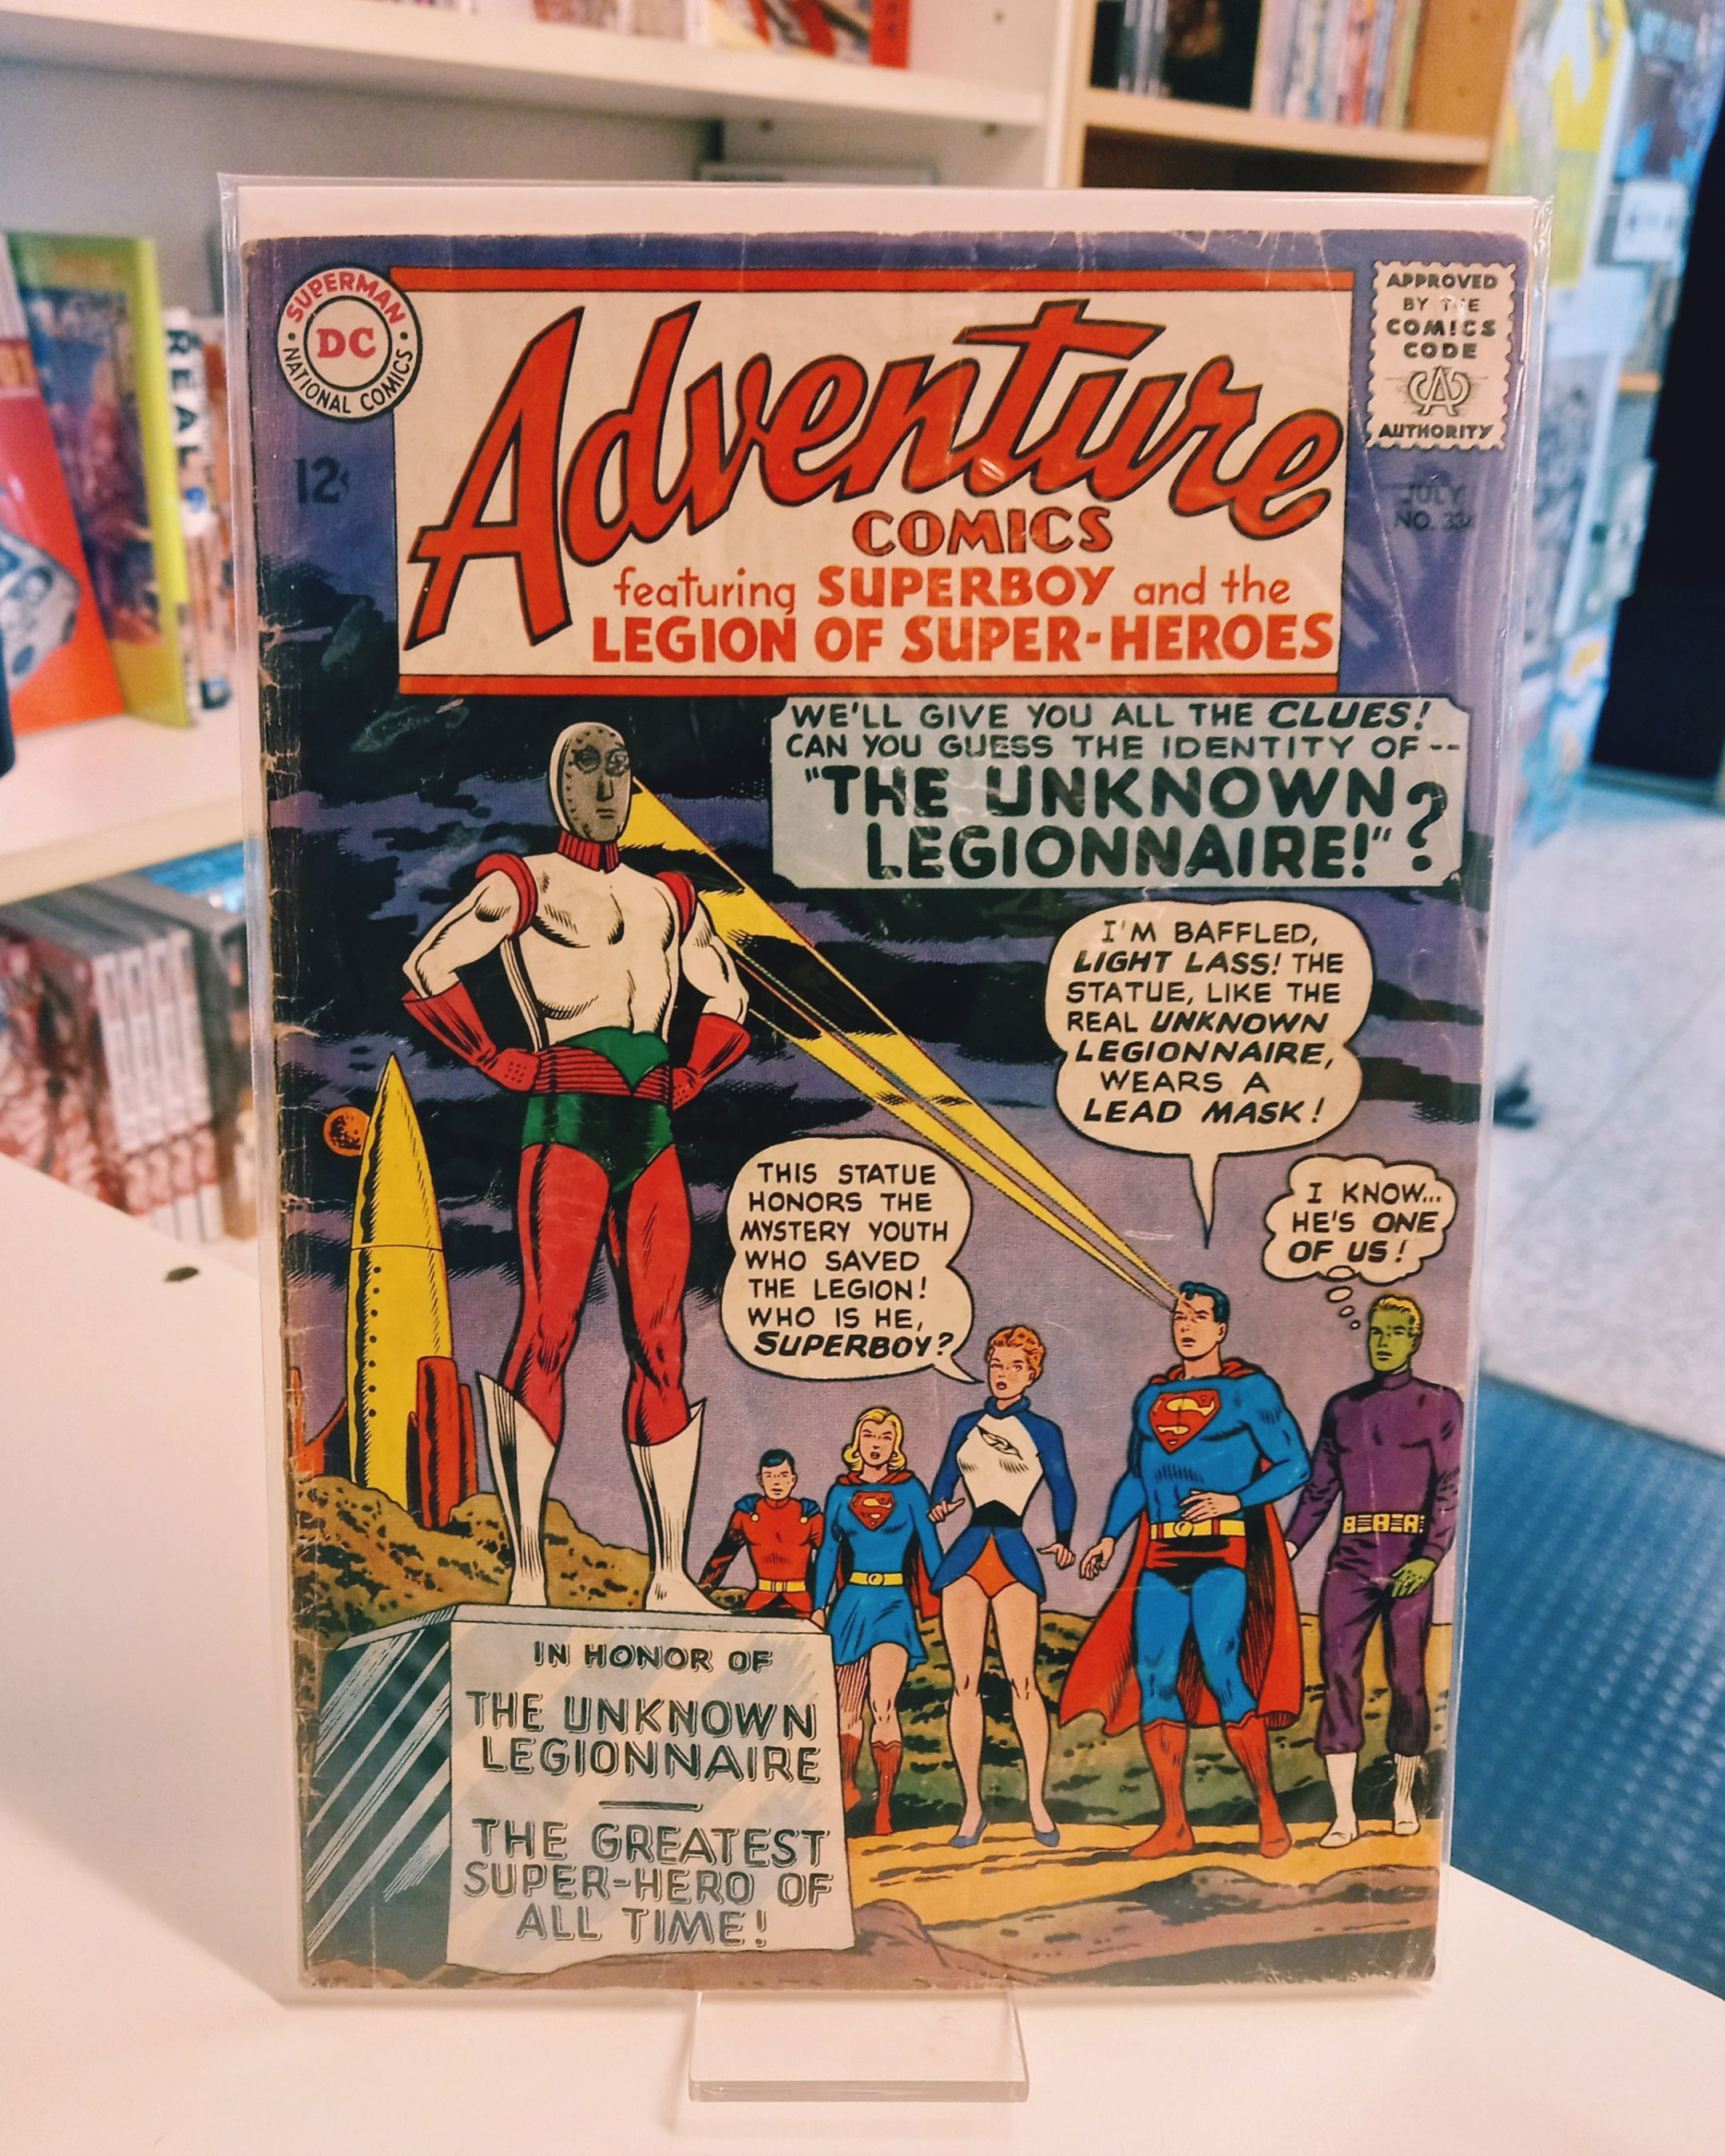 SUPERMAN
DC
NATIONAL COMICS
12¢
Adventure
COMICS
featuring SUPERBOY and the
LEGION OF SUPER-HEROES
APPROVED
BY THE
COMICS
CODE
CA
AUTHORITY
JULY
WE'LL GIVE YOU ALL THE CLUES!
CAN YOU GUESS THE IDENTITY OF--
"THE UNKNOWN
LEGIONNAIRE!"?
I'M BAFFLED,
LIGHT LASS! THE
STATUE, LIKE THE
REAL UNKNOWN
LEGIONNAIRE,
WEARS A
LEAD MASK!
THIS STATUE
HONORS THE
MYSTERY YOUTH
WHO SAVED
THE LEGION!
WHO IS HE,
SUPERBOY?
I KNOW...
HE'S ONE
OF US!
IN HONOR OF
THE UNKNOWN
LEGIONNAIRE
THE GREATEST
SUPER-HERO OF
ALL TIME!
REAL